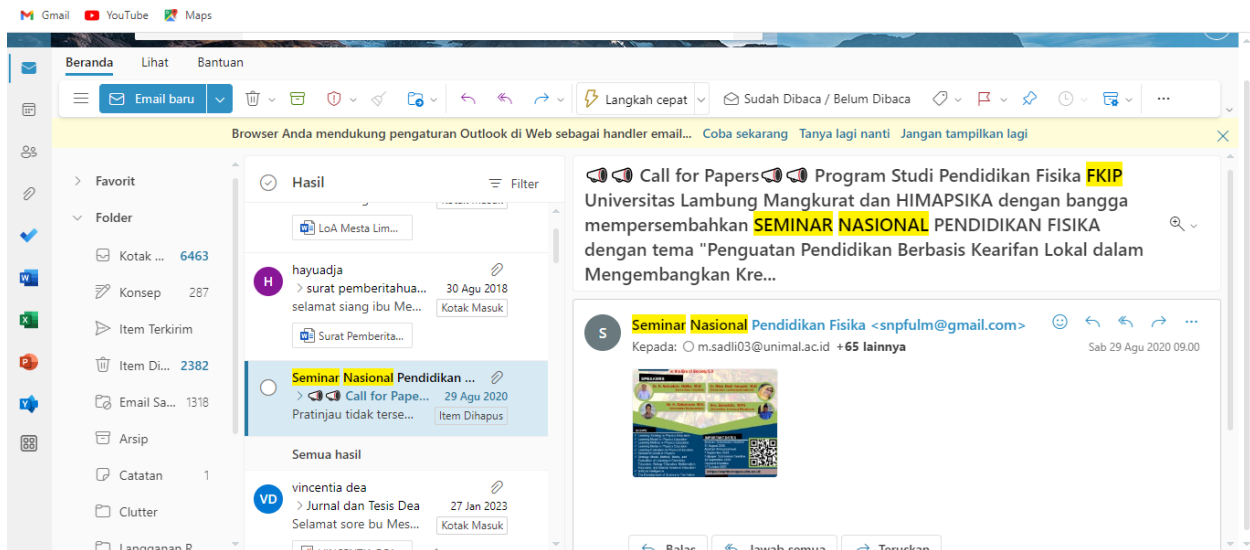 Gmail YouTube Maps
Beranda Lihat Bantuan
Email baru Langkah cepat Sudah Dibaca / Belum Dibaca
Browser Anda mendukung pengaturan Outlook di Web sebagai handler email... Coba sekarang Tanya lagi nanti Jangan tampilkan lagi
Favorit
Folder
Kotak ... 6463
Konsep 287
Item Terkirim
Item Di... 2382
Email Sa... 1318
Arsip
Catatan 1
Clutter
Langganan R
Hasil Filter
LoA Mesta Lim...
H
hayuadja
surat pemberitahua... 30 Agu 2018
selamat siang ibu Me... Kotak Masuk
Surat Pemberita...
Seminar Nasional Pendidikan ...
Call for Pape... 29 Agu 2020
Pratinjau tidak terse... Item Dihapus
Semua hasil
VD
vincentia dea
Jurnal dan Tesis Dea 27 Jan 2023
Selamat sore bu Mes... Kotak Masuk
Call for Papers Program Studi Pendidikan Fisika FKIP
Universitas Lambung Mangkurat dan HIMAPSIKA dengan bangga
mempersembahkan SEMINAR NASIONAL PENDIDIKAN FISIKA
dengan tema "Penguatan Pendidikan Berbasis Kearifan Lokal dalam
Mengembangkan Kre...
S
Seminar Nasional Pendidikan Fisika <snpfulm@gmail.com>
Kepada: m.sadli03@unimal.ac.id +65 lainnya Sab 29 Agu 2020 09.00
Balas Jawab semua Teruskan